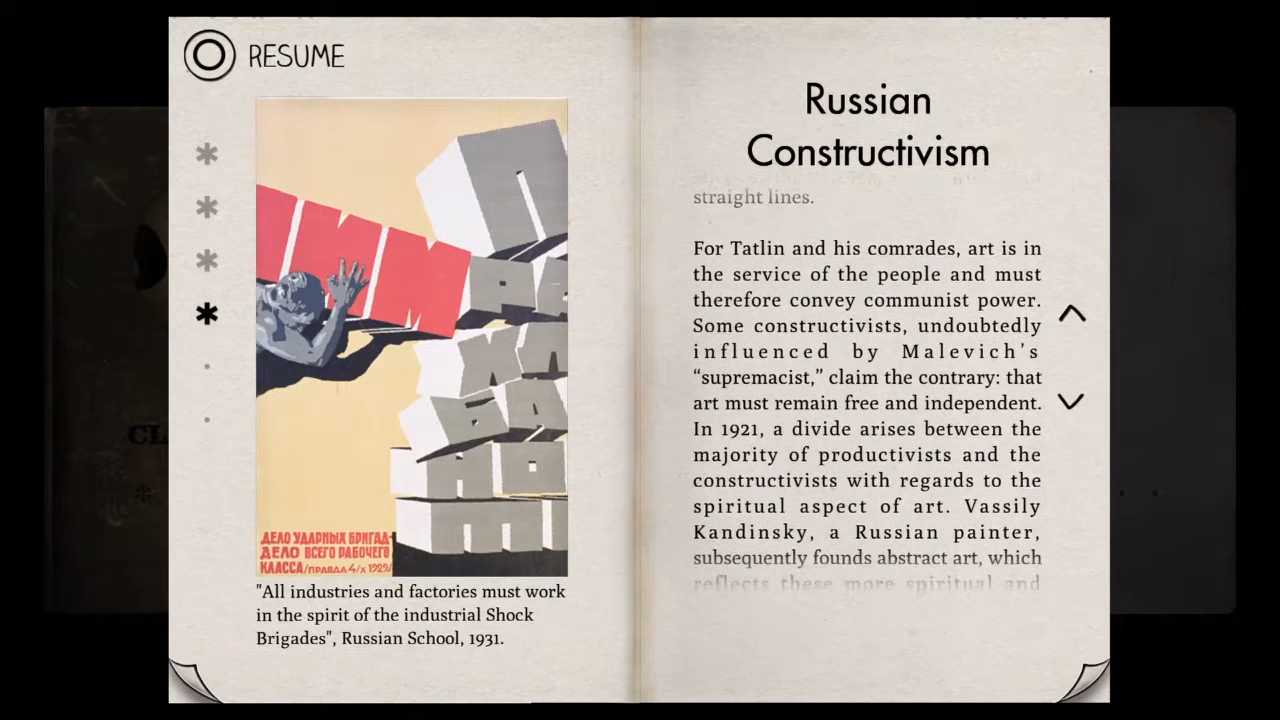 RESUME
ДЕЛО УДАРНЫХ БРИГАД-
ДЕЛО ВСЕГО РАБОЧЕГО
КЛАССА/ПРАВДА 4/X 1929/
"All industries and factories must work
in the spirit of the industrial Shock
Brigades", Russian School, 1931.
Russian
Constructivism
straight lines.
For Tatlin and his comrades, art is in
the service of the people and must
therefore convey communist power.
Some constructivists, undoubtedly
influenced by Malevich's
“supremacist,” claim the contrary: that
art must remain free and independent.
In 1921, a divide arises between the
majority of productivists and the
constructivists with regards to the
spiritual aspect of art. Vassily
Kandinsky, a Russian painter,
subsequently founds abstract art, which
reflects these more spiritual and